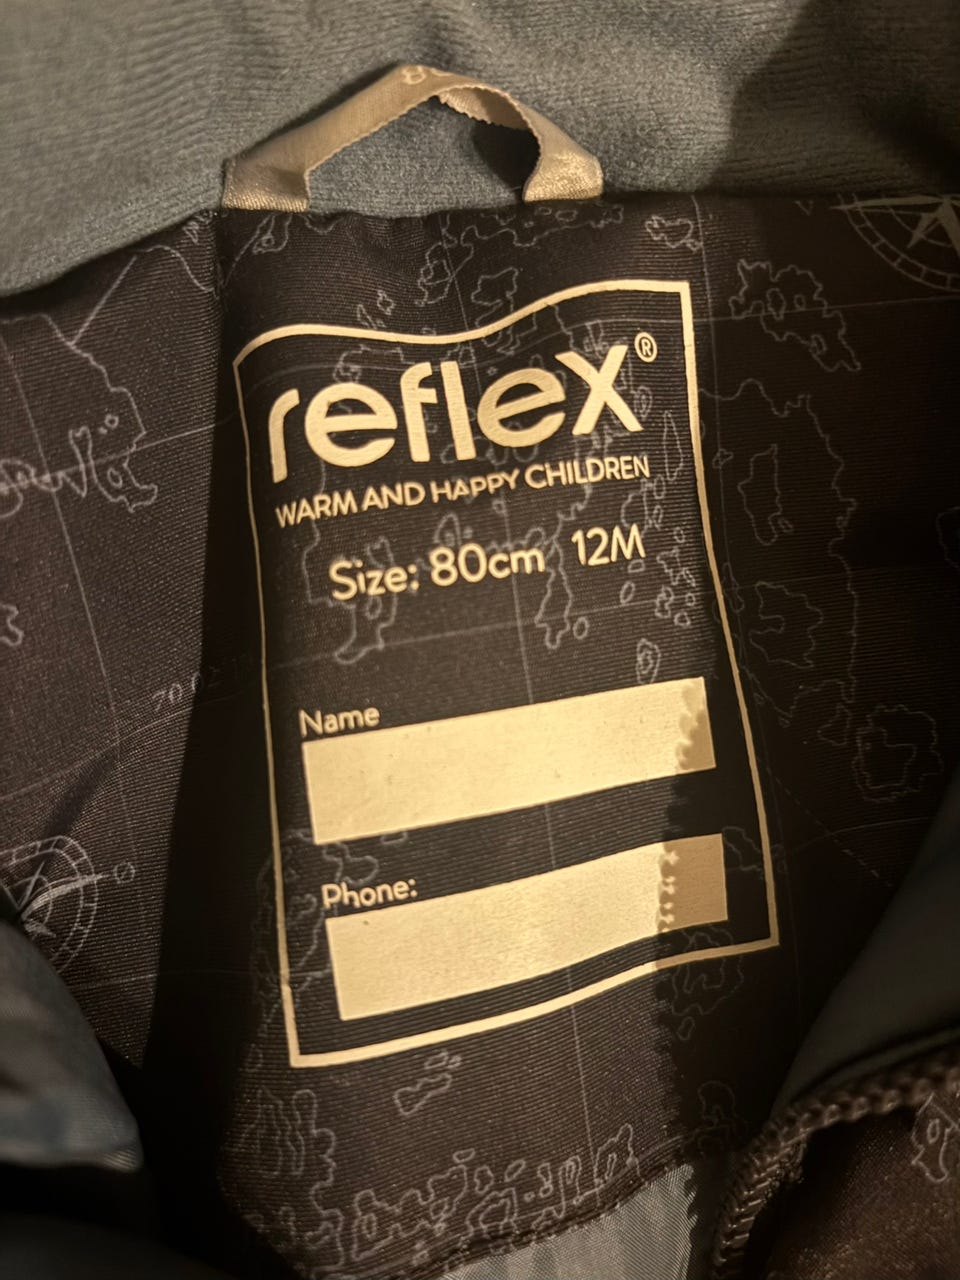 reflex®
WARM AND HAPPY CHILDREN
Size: 80cm 12M
Name
Phone: